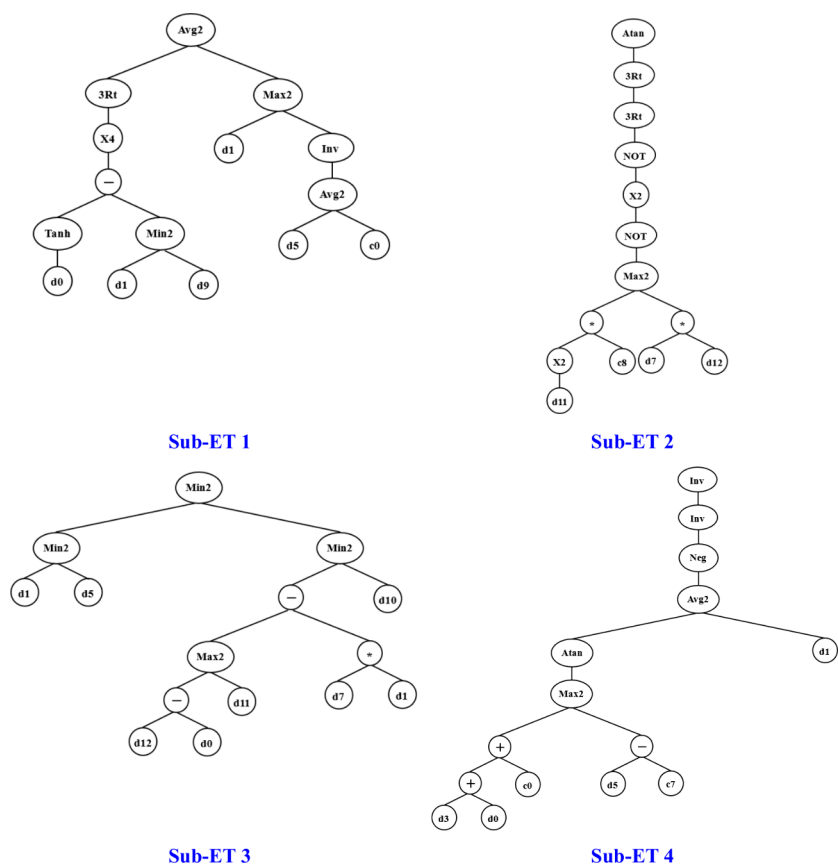 Avg2
3Rt Max2
X4 d1 Inv
− Avg2
Tanh Min2 d5 c0
d0 d1 d9
Sub-ET 1
Atan
3Rt
3Rt
NOT
X2
NOT
Max2
* *
X2 c8 d7 d12
d11
Sub-ET 2
Min2
Min2 Min2
d1 d5 − d10
Max2 *
− d11 d7 d1
d12 d0
Sub-ET 3
Inv
Inv
Neg
Avg2
Atan d1
Max2
+ −
+ c0 d5 c7
d3 d0
Sub-ET 4